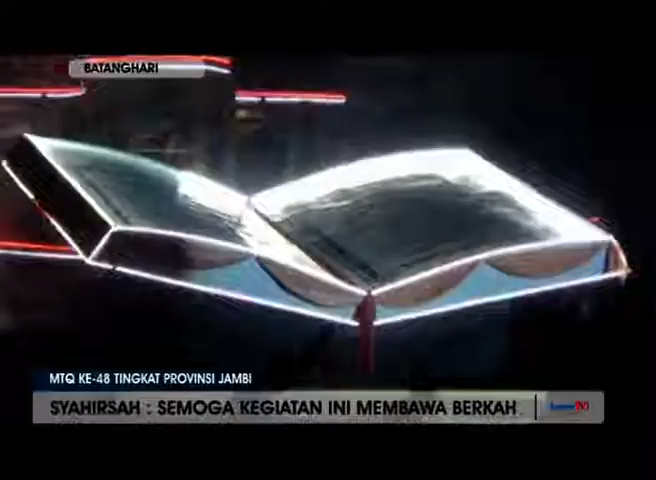 BATANGHARI
MTQ KE-48 TINGKAT PROVINSI JAMBI
SYAHIRSAH : SEMOGA KEGIATAN INI MEMBAWA BERKAH